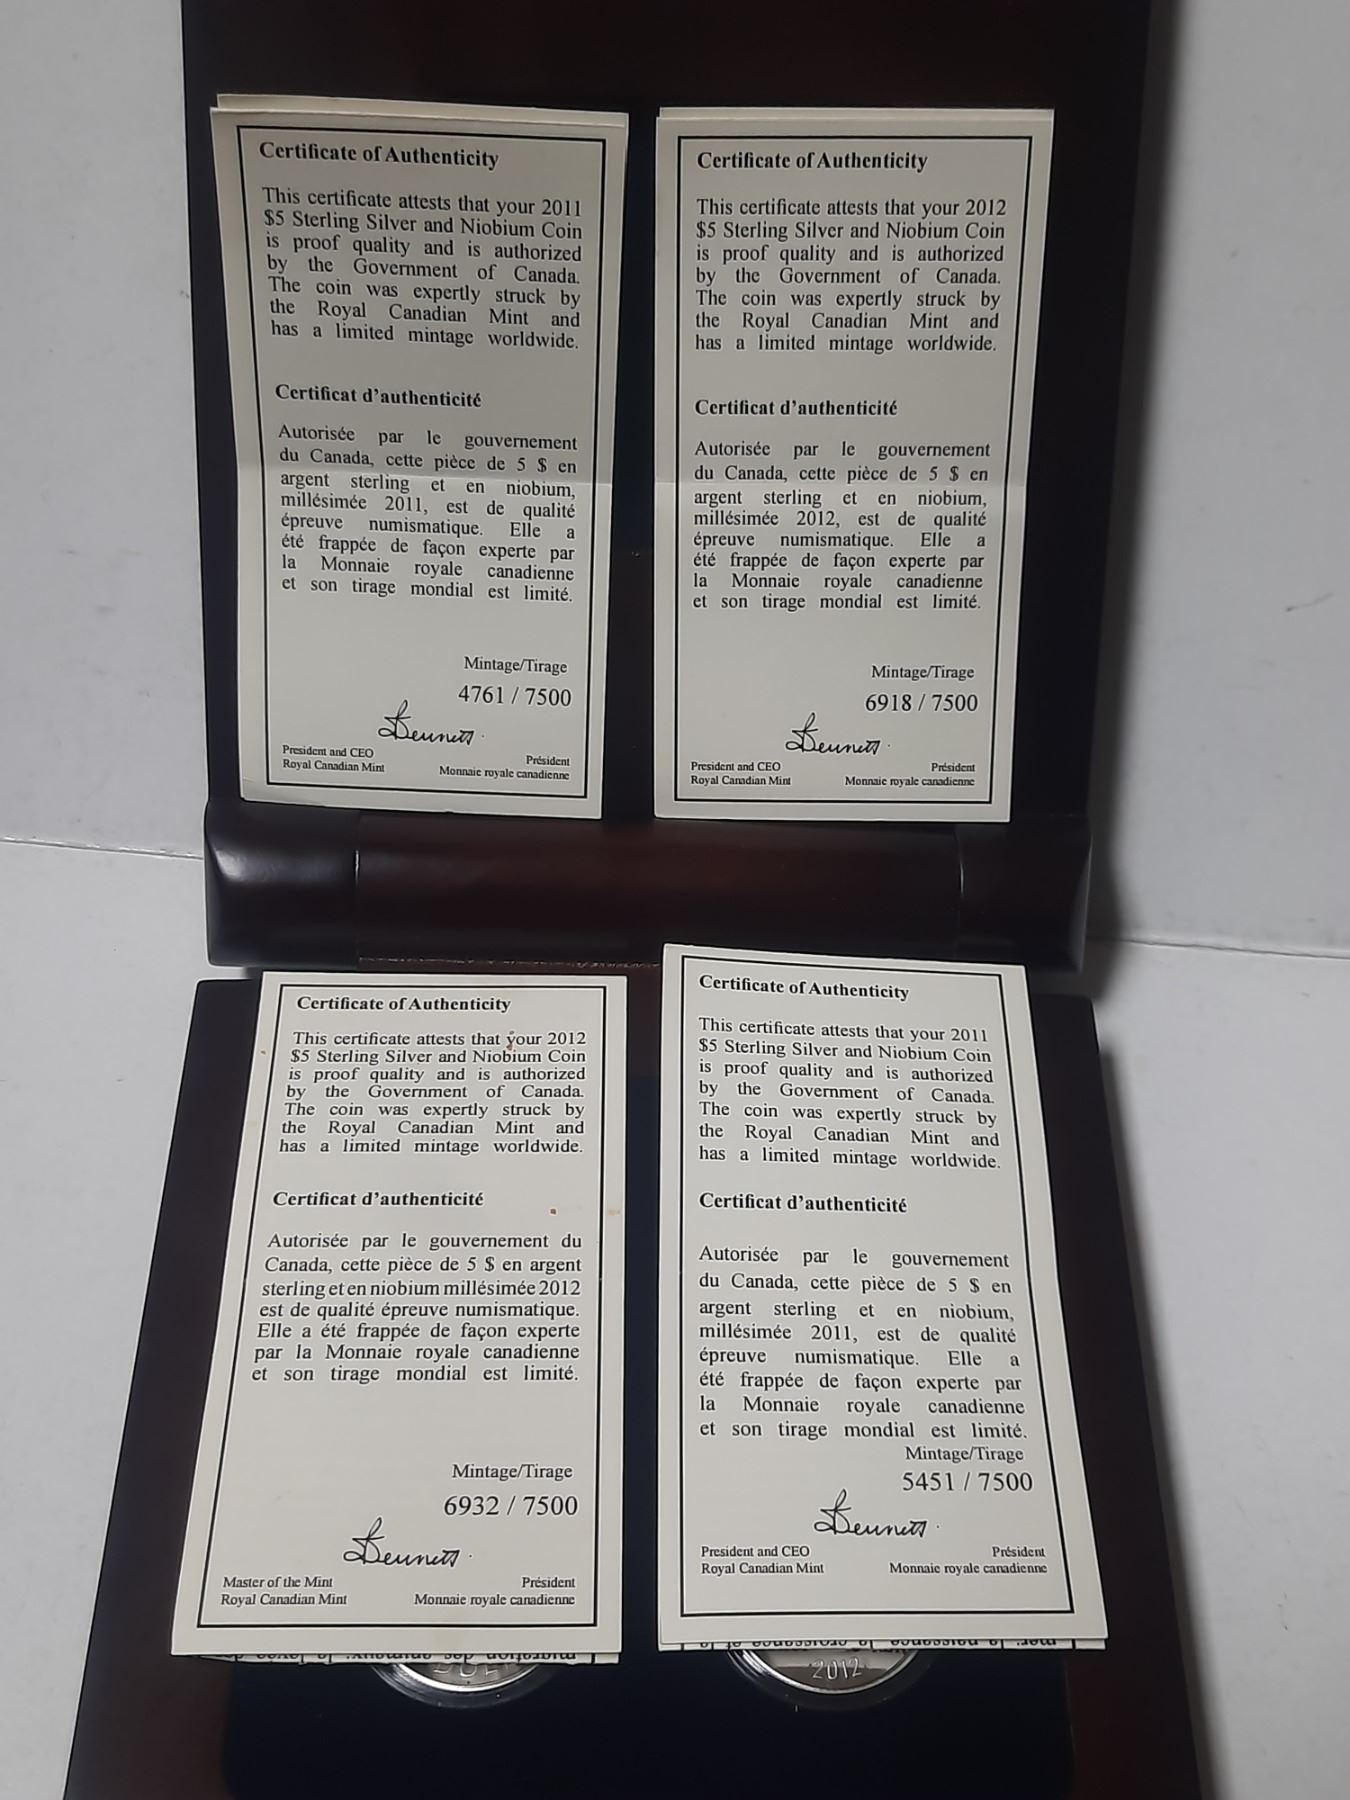 Certificate of Authenticity
This certificate attests that your 2011
$5 Sterling Silver and Niobium Coin
is proof quality and is authorized
by the Government of Canada.
The coin was expertly struck by
the Royal Canadian Mint and
has a limited mintage worldwide.
Certificat d'authenticité
Autorisée par le gouvernement
du Canada, cette pièce de 5 $ en
argent sterling et en niobium,
millésimée 2011, est de qualité
épreuve numismatique. Elle a
été frappée de façon experte par
la Monnaie royale canadienne
et son tirage mondial est limité.
Mintage/Tirage
4761 / 7500
Bennett
President and CEO
Royal Canadian Mint
Président
Monnaie royale canadienne
Certificate of Authenticity
This certificate attests that your 2012
$5 Sterling Silver and Niobium Coin
is proof quality and is authorized
by the Government of Canada.
The coin was expertly struck by
the Royal Canadian Mint and
has a limited mintage worldwide.
Certificat d'authenticité
Autorisée par le gouvernement
du Canada, cette pièce de 5 $ en
argent sterling et en niobium,
millésimée 2012, est de qualité
épreuve numismatique. Elle a
été frappée de façon experte par
la Monnaie royale canadienne
et son tirage mondial est limité.
Mintage/Tirage
6918 / 7500
Bennett
President and CEO
Royal Canadian Mint
Président
Monnaie royale canadienne
Certificate of Authenticity
This certificate attests that your 2012
$5 Sterling Silver and Niobium Coin
is proof quality and is authorized
by the Government of Canada.
The coin was expertly struck by
the Royal Canadian Mint and
has a limited mintage worldwide.
Certificat d'authenticité
Autorisée par le gouvernement du
Canada, cette pièce de 5 $ en argent
sterling et en niobium millésimée 2012
est de qualité épreuve numismatique.
Elle a été frappée de façon experte
par la Monnaie royale canadienne
et son tirage mondial est limité.
Mintage/Tirage
6932 / 7500
Bennett
Master of the Mint
Royal Canadian Mint
Président
Monnaie royale canadienne
Certificate of Authenticity
This certificate attests that your 2011
$5 Sterling Silver and Niobium Coin
is proof quality and is authorized
by the Government of Canada.
The coin was expertly struck by
the Royal Canadian Mint and
has a limited mintage worldwide.
Certificat d'authenticité
Autorisée par le gouvernement
du Canada, cette pièce de 5 $ en
argent sterling et en niobium,
millésimée 2011, est de qualité
épreuve numismatique. Elle a
été frappée de façon experte par
la Monnaie royale canadienne
et son tirage mondial est limité.
Mintage/Tirage
5451 / 7500
Bennett
President and CEO
Royal Canadian Mint
Président
Monnaie royale canadienne
migration des animaux.
la croissance et
2012